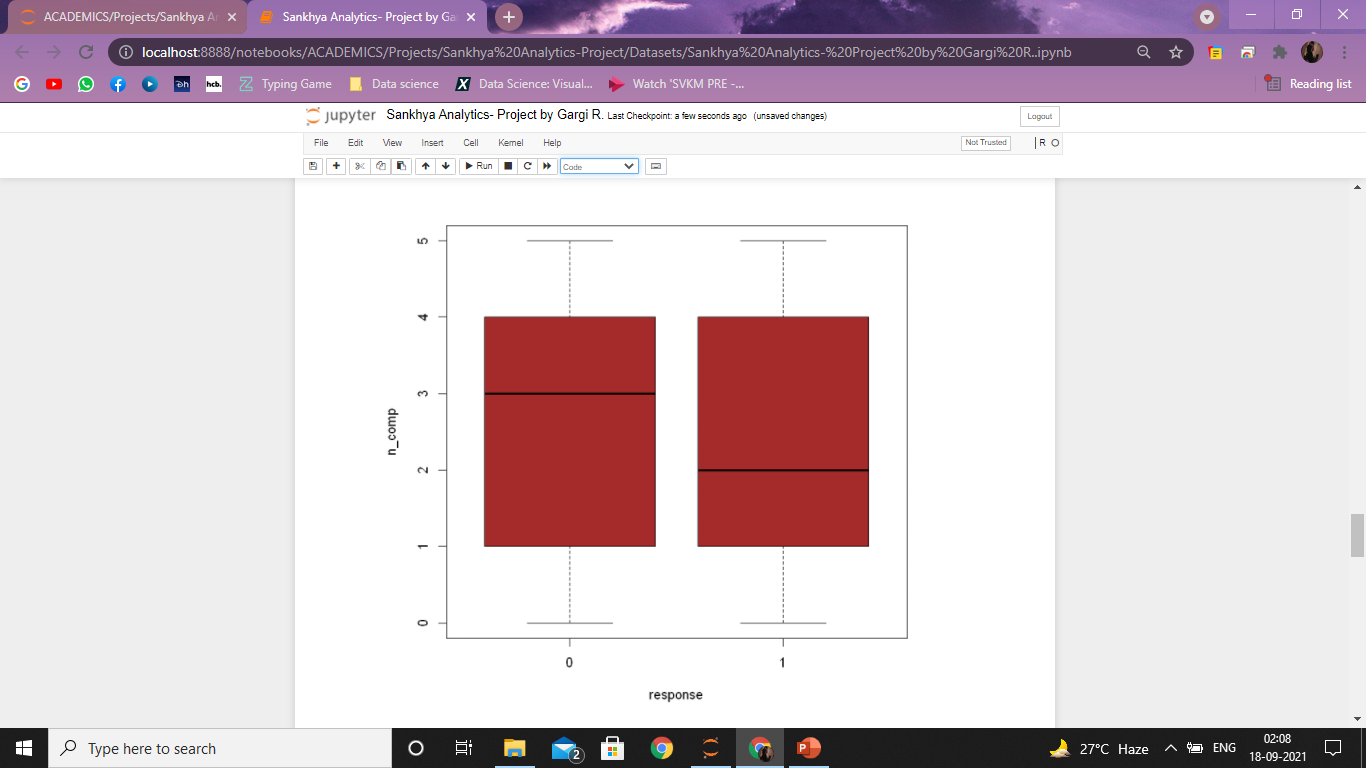 ACADEMICS/Projects/Sankhya Ar
Sankhya Analytics- Project by Ga
localhost:8888/notebooks/ACADEMICS/Projects/Sankhya%20Analytics-Project/Datasets/Sankhya%20Analytics-%20Project%20by%20Gargi%20R..ipynb
Typing Game
Data science
Data Science: Visual...
Watch 'SVKM PRE -...
Reading list
hcb.
jupyter Sankhya Analytics- Project by Gargi R. Last Checkpoint: a few seconds ago (unsaved changes)
Logout
File Edit View Insert Cell Kernel Help
Not Trusted
R
Run
Code
5
4
3
2
1
0
n_comp
0 1
response
Type here to search
2
27°C Haze
ENG
02:08
18-09-2021